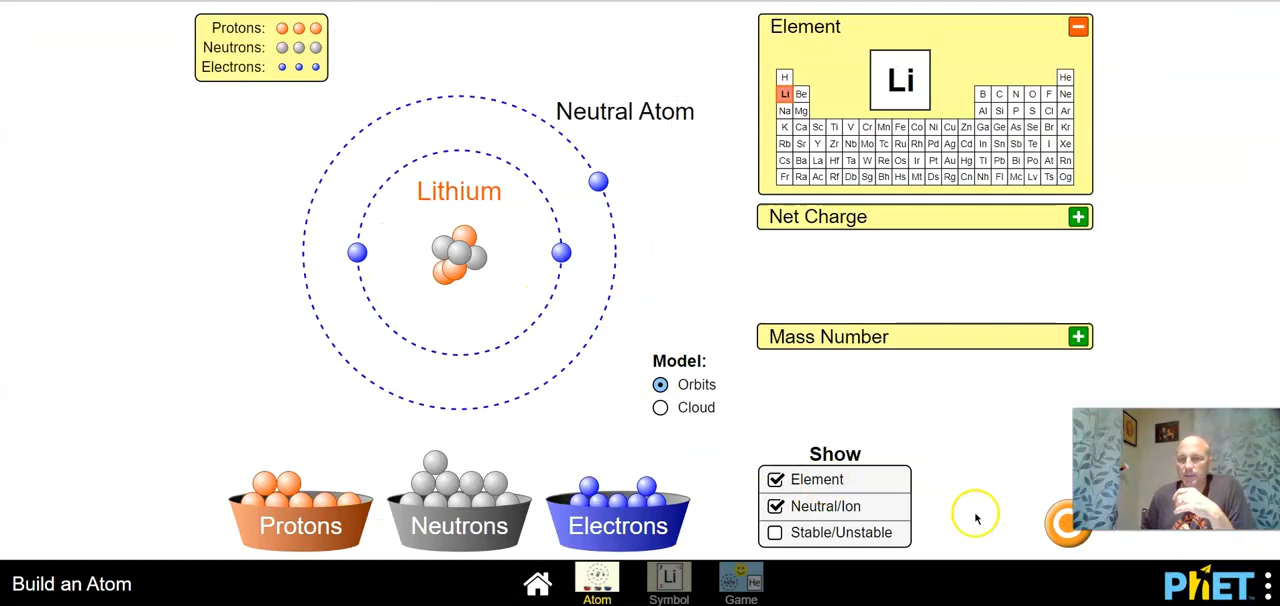 Protons:
Neutrons:
Electrons:
Neutral Atom
Lithium
Element
Li
H He
Li Be B C N O F Ne
Na Mg Al Si P S Cl Ar
K Ca Sc Ti V Cr Mn Fe Co Ni Cu Zn Ga Ge As Se Br Kr
Rb Sr Y Zr Nb Mo Tc Ru Rh Pd Ag Cd In Sn Sb Te I Xe
Cs Ba La Hf Ta W Re Os Ir Pt Au Hg Tl Pb Bi Po At Rn
Fr Ra Ac Rf Db Sg Bh Hs Mt Ds Rg Cn Nh Fl Mc Lv Ts Og
Net Charge
Mass Number
Model:
Orbits
Cloud
Show
Element
Neutral/Ion
Stable/Unstable
Protons
Neutrons
Electrons
Build an Atom
Atom
Li
Symbol
He
Game
PhET